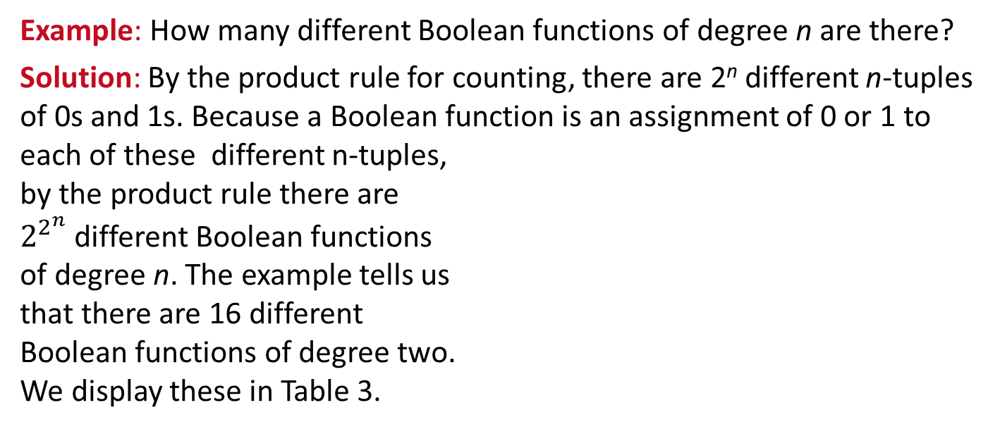 Example: How many different Boolean functions of degree n are there?
Solution: By the product rule for counting, there are 2ⁿ different n-tuples
of 0s and 1s. Because a Boolean function is an assignment of 0 or 1 to
each of these  different n-tuples,
by the product rule there are
2^{2^n} different Boolean functions
of degree n. The example tells us
that there are 16 different
Boolean functions of degree two.
We display these in Table 3.